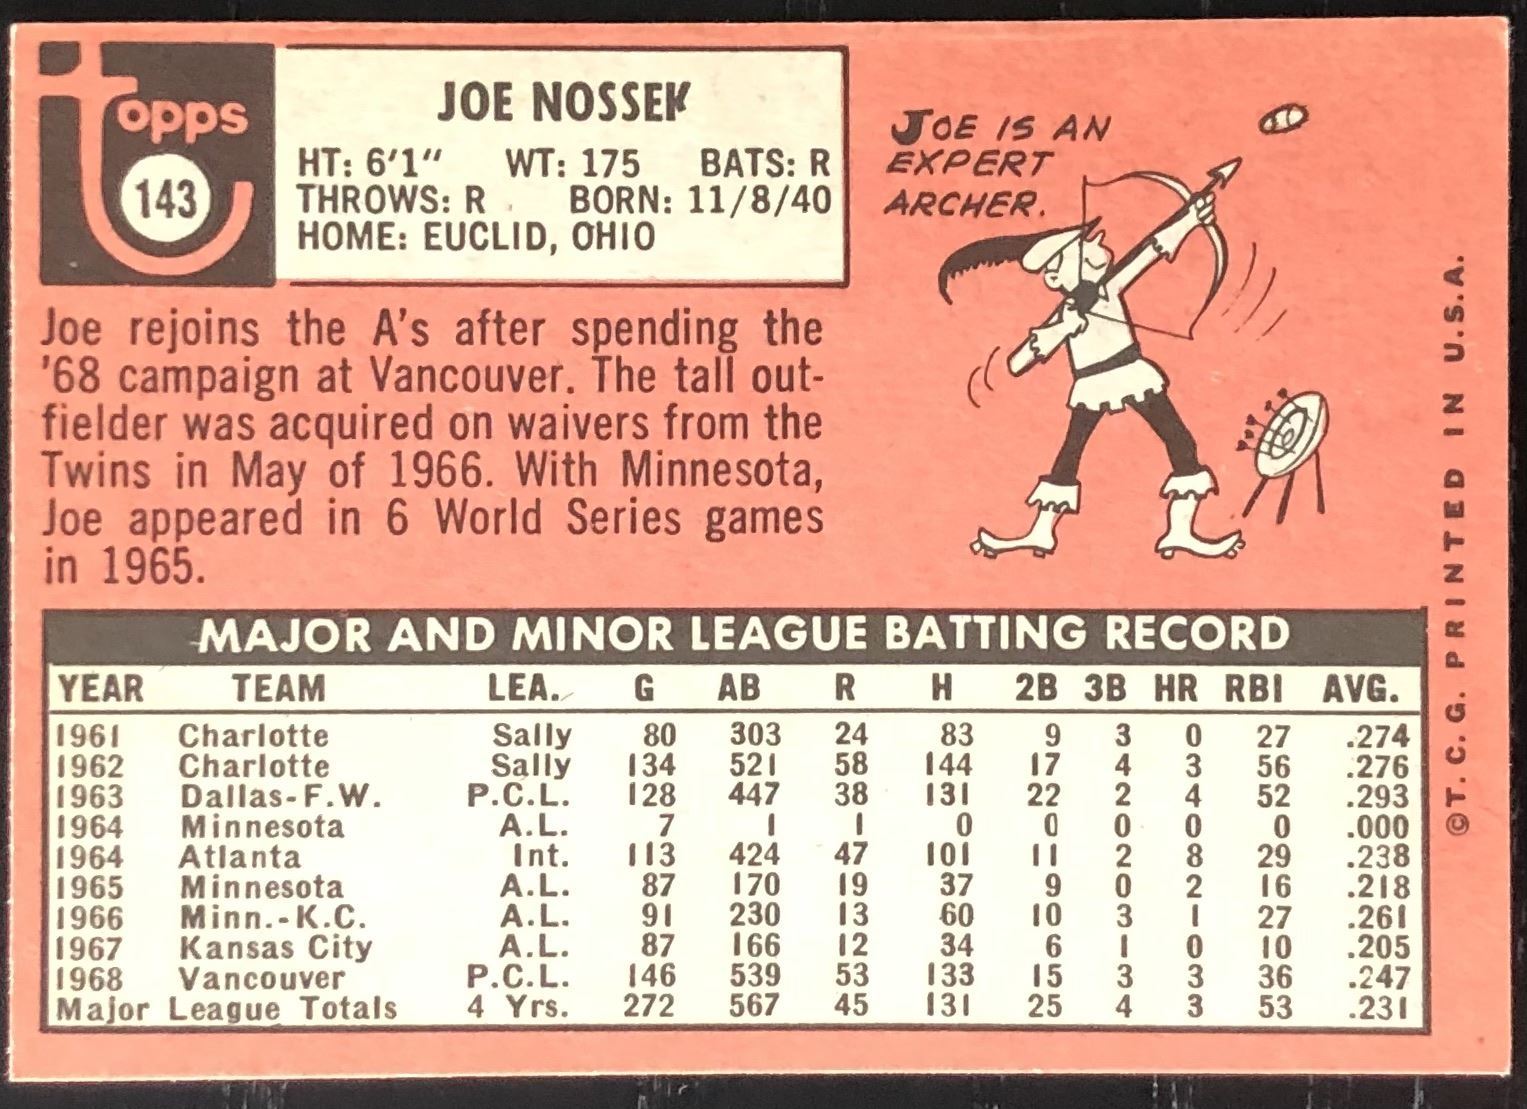 topps
143
JOE NOSSEK
HT: 6'1" WT: 175 BATS: R
THROWS: R BORN: 11/8/40
HOME: EUCLID, OHIO
JOE IS AN
EXPERT
ARCHER.
Joe rejoins the A's after spending the
'68 campaign at Vancouver. The tall out-
fielder was acquired on waivers from the
Twins in May of 1966. With Minnesota,
Joe appeared in 6 World Series games
in 1965.
MAJOR AND MINOR LEAGUE BATTING RECORD
YEAR TEAM LEA. G AB R H 2B 3B HR RBI AVG.
1961 Charlotte Sally 80 303 24 83 9 3 0 27 .274
1962 Charlotte Sally 134 521 58 144 17 4 3 56 .276
1963 Dallas-F.W. P.C.L. 128 447 38 131 22 2 4 52 .293
1964 Minnesota A.L. 7 1 1 0 0 0 0 0 .000
1964 Atlanta Int. 113 424 47 101 11 2 8 29 .238
1965 Minnesota A.L. 87 170 19 37 9 0 2 16 .218
1966 Minn.-K.C. A.L. 91 230 13 60 10 3 1 27 .261
1967 Kansas City A.L. 87 166 12 34 6 1 0 10 .205
1968 Vancouver P.C.L. 146 539 53 133 15 3 3 36 .247
Major League Totals 4 Yrs. 272 567 45 131 25 4 3 53 .231
©T.C.G. PRINTED IN U.S.A.